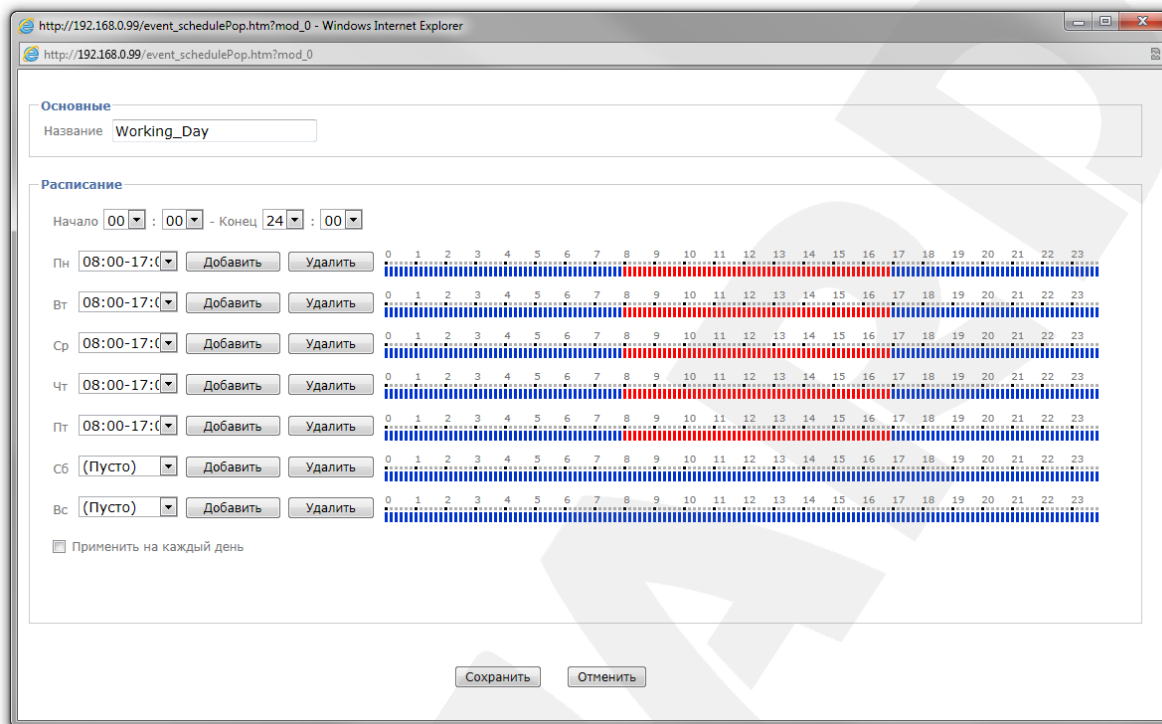 http://192.168.0.99/event_schedulePop.htm?mod_0 - Windows Internet Explorer
http://192.168.0.99/event_schedulePop.htm?mod_0
Основные
Название Working_Day
Расписание
Начало 00 : 00 - Конец 24 : 00
0 1 2 3 4 5 6 7 8 9 10 11 12 13 14 15 16 17 18 19 20 21 22 23
Пн 08:00-17:0 Добавить Удалить
0 1 2 3 4 5 6 7 8 9 10 11 12 13 14 15 16 17 18 19 20 21 22 23
Вт 08:00-17:0 Добавить Удалить
0 1 2 3 4 5 6 7 8 9 10 11 12 13 14 15 16 17 18 19 20 21 22 23
Ср 08:00-17:0 Добавить Удалить
0 1 2 3 4 5 6 7 8 9 10 11 12 13 14 15 16 17 18 19 20 21 22 23
Чт 08:00-17:0 Добавить Удалить
0 1 2 3 4 5 6 7 8 9 10 11 12 13 14 15 16 17 18 19 20 21 22 23
Пт 08:00-17:0 Добавить Удалить
0 1 2 3 4 5 6 7 8 9 10 11 12 13 14 15 16 17 18 19 20 21 22 23
Сб (Пусто) Добавить Удалить
0 1 2 3 4 5 6 7 8 9 10 11 12 13 14 15 16 17 18 19 20 21 22 23
Вс (Пусто) Добавить Удалить
Применить на каждый день
Сохранить Отменить